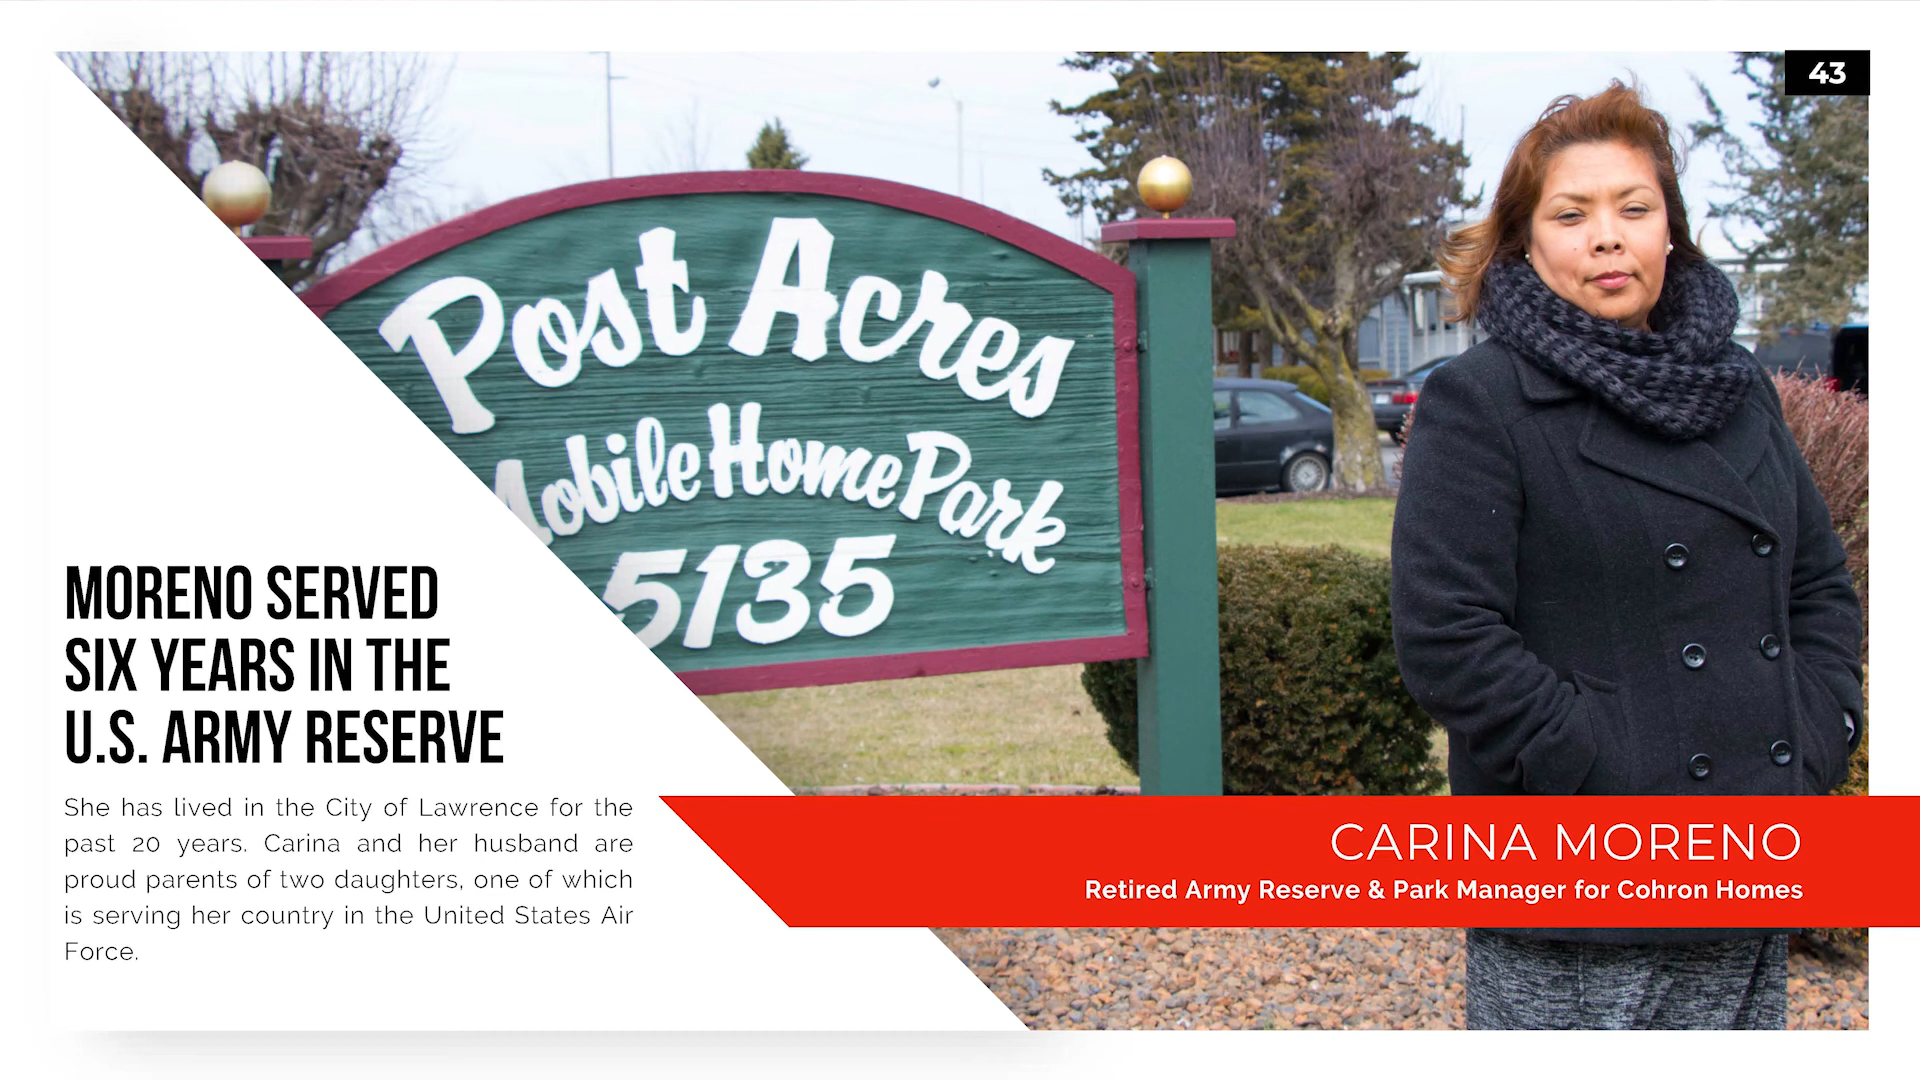 43
Post Acres
Mobile Home Park
5135
MORENO SERVED
SIX YEARS IN THE
U.S. ARMY RESERVE
She has lived in the City of Lawrence for the
past 20 years. Carina and her husband are
proud parents of two daughters, one of which
is serving her country in the United States Air
Force.
CARINA MORENO
Retired Army Reserve & Park Manager for Cohron Homes